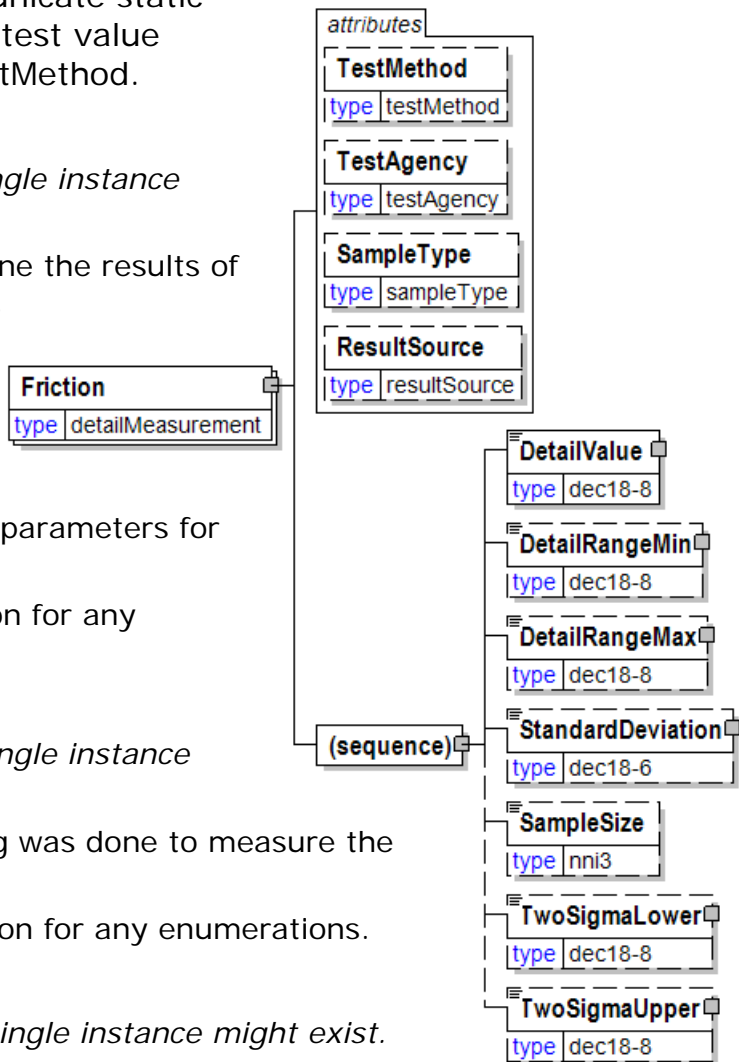 unicate static
test value
tMethod.
ngle instance
ne the results of
parameters for
on for any
ngle instance
g was done to measure the
on for any enumerations.
ingle instance might exist.
Friction
type detailMeasurement
attributes
TestMethod
type testMethod
TestAgency
type testAgency
SampleType
type sampleType
ResultSource
type resultSource
(sequence)
DetailValue
type dec18-8
DetailRangeMin
type dec18-8
DetailRangeMax
type dec18-8
StandardDeviation
type dec18-6
SampleSize
type nni3
TwoSigmaLower
type dec18-8
TwoSigmaUpper
type dec18-8